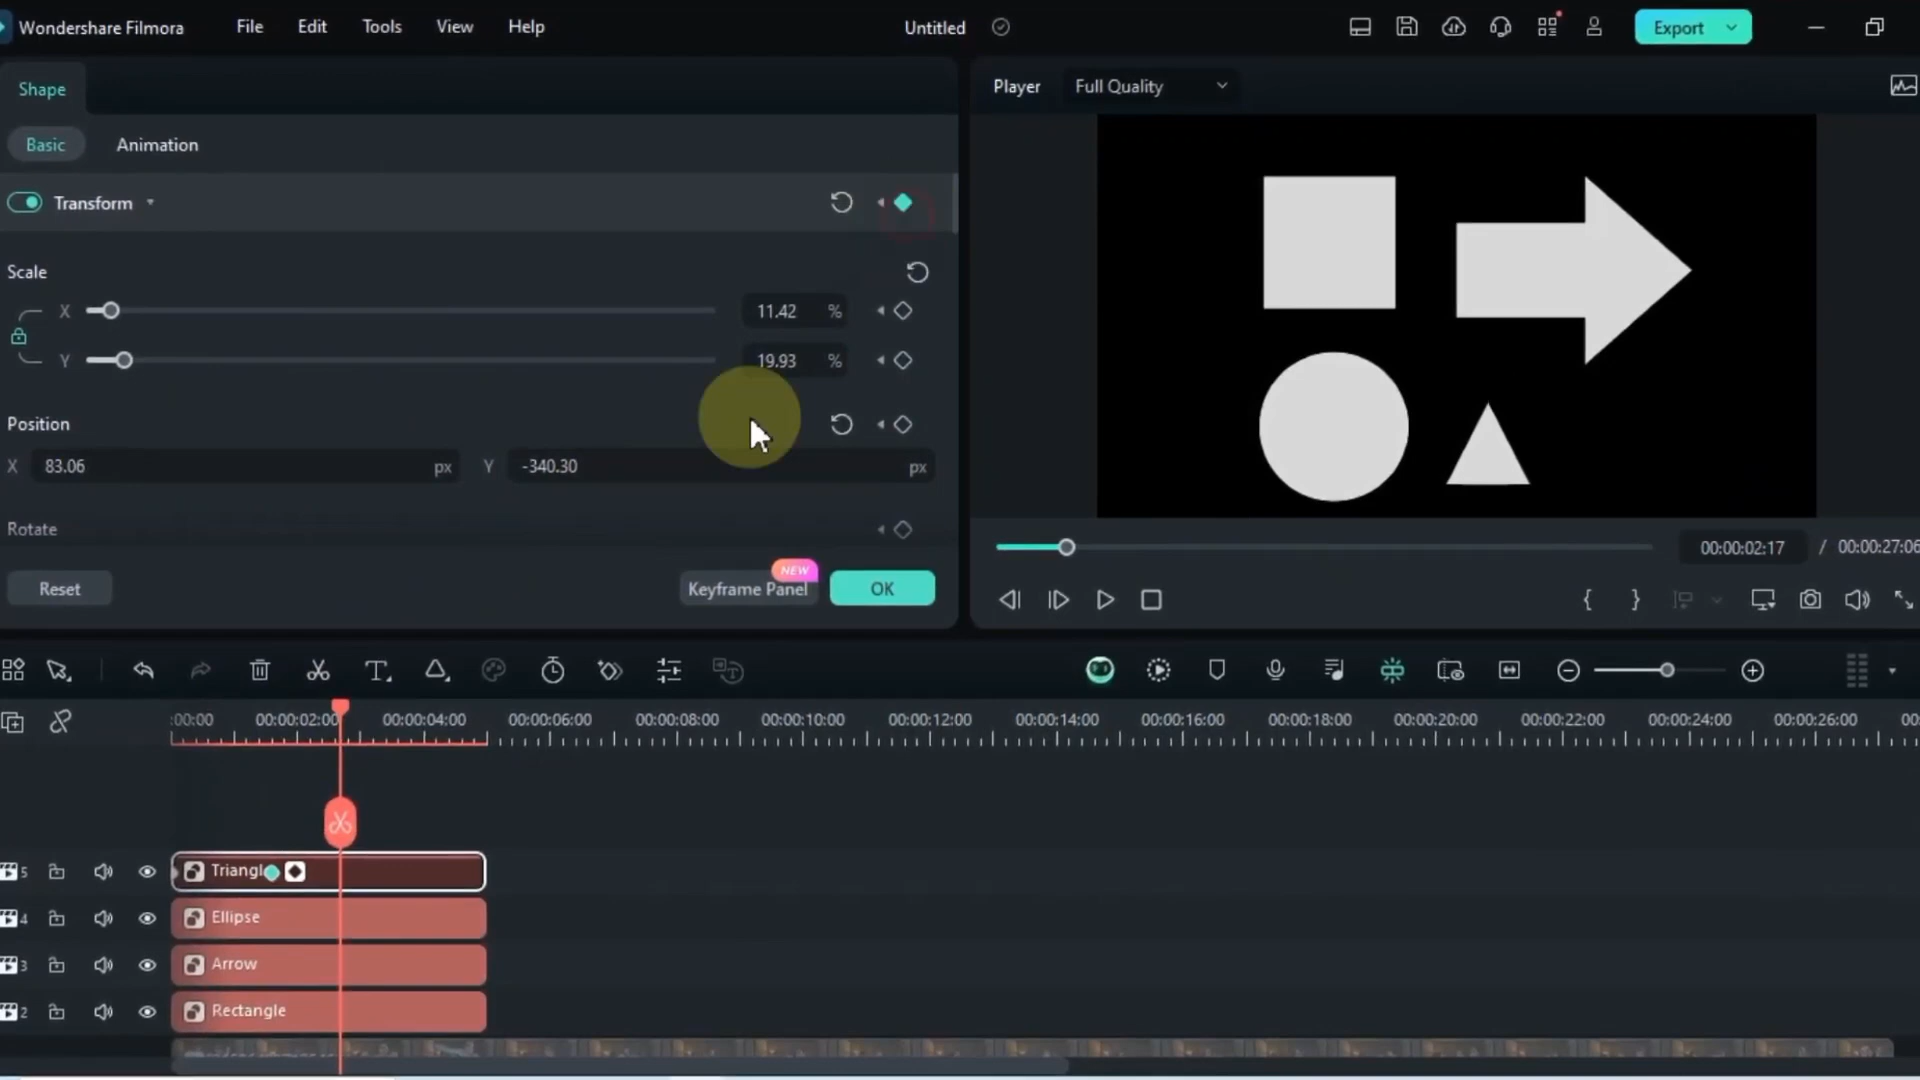 Wondershare Filmora File Edit Tools View Help Untitled Export
Shape
Player Full Quality
Basic Animation
Transform
Scale
X 11.42 %
Y 19.93 %
Position
X 83.06 px Y -340.30 px
Rotate
00:00:02:17 / 00:00:27:06
NEW
Reset Keyframe Panel OK
:00:00 00:00:02:00 00:00:04:00 00:00:06:00 00:00:08:00 00:00:10:00 00:00:12:00 00:00:14:00 00:00:16:00 00:00:18:00 00:00:20:00 00:00:22:00 00:00:24:00 00:00:26:00 00:
5 Triangl
4 Ellipse
3 Arrow
2 Rectangle